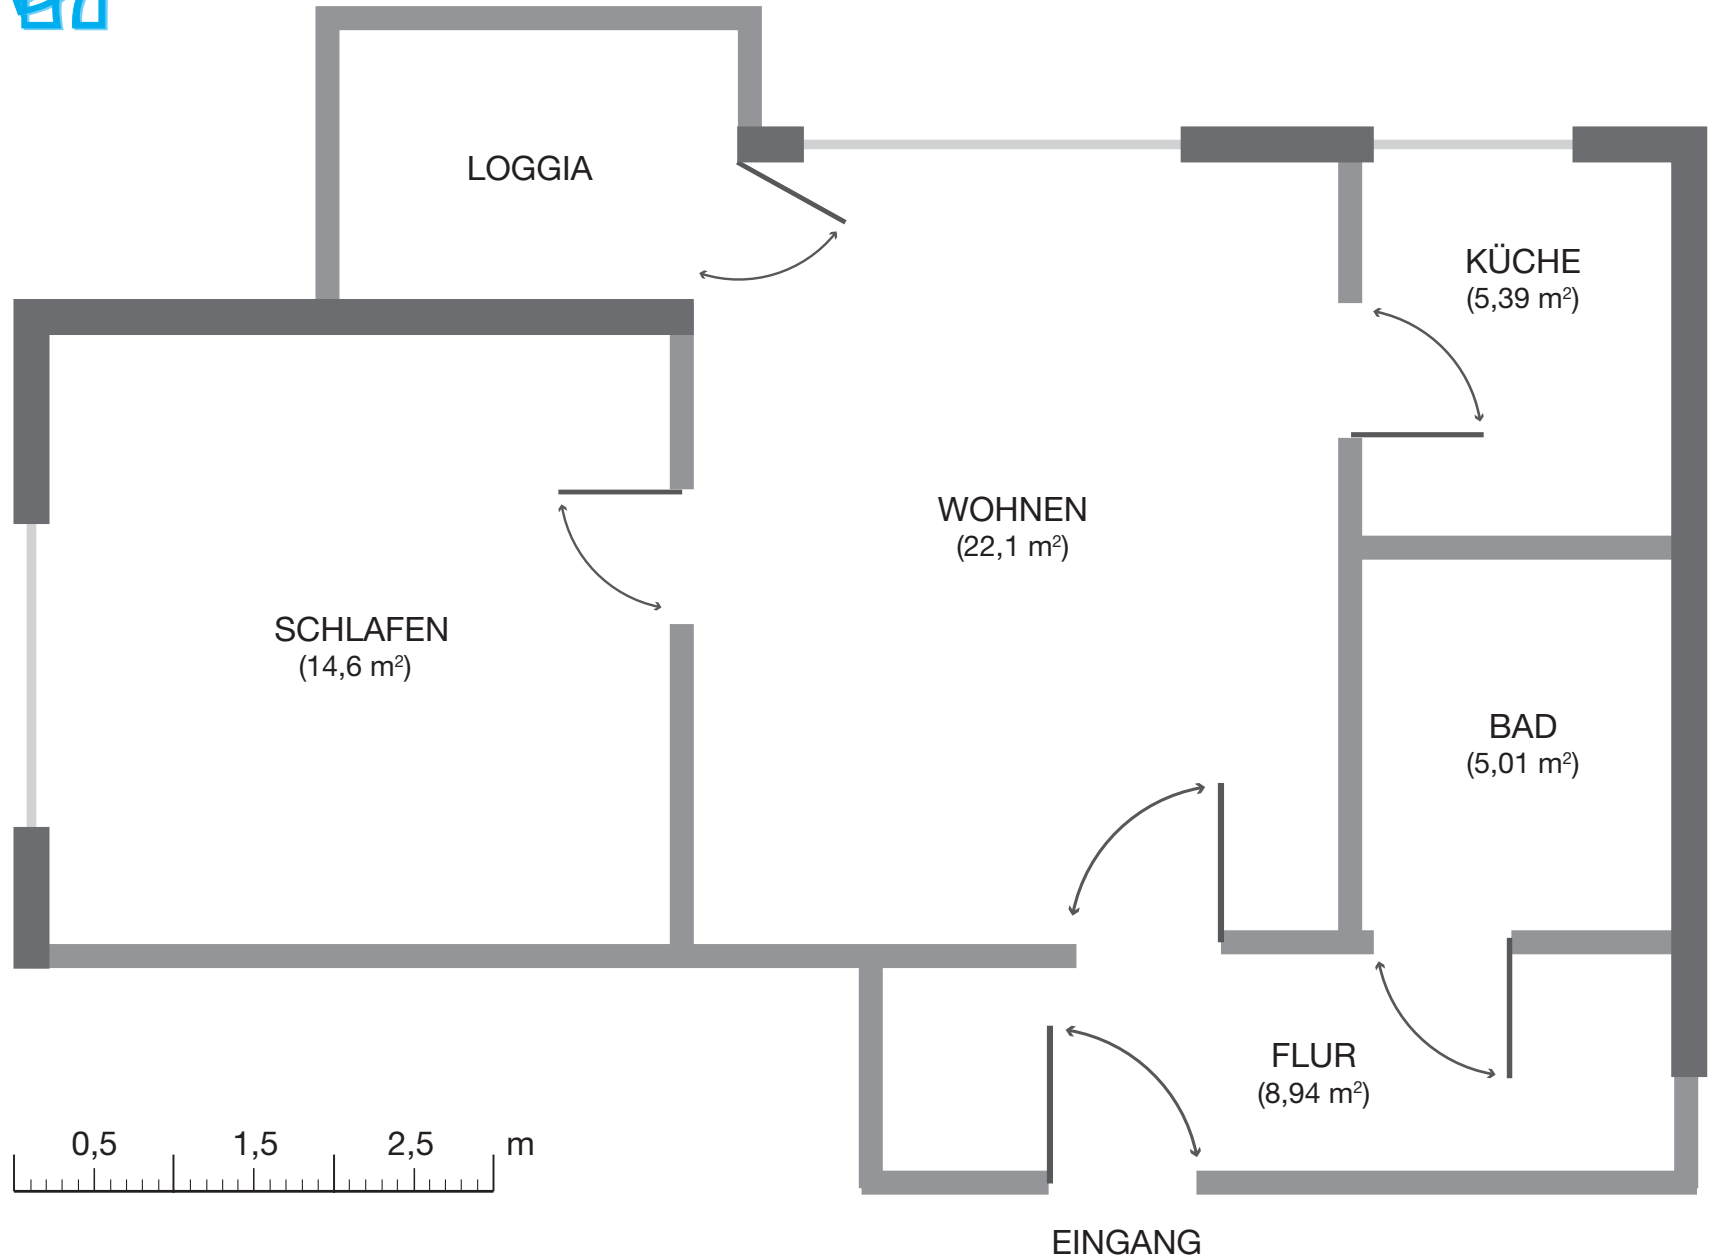 LOGGIA
KÜCHE
(5,39 m²)
WOHNEN
(22,1 m²)
SCHLAFEN
(14,6 m²)
BAD
(5,01 m²)
FLUR
(8,94 m²)
0,5 1,5 2,5 m
EINGANG